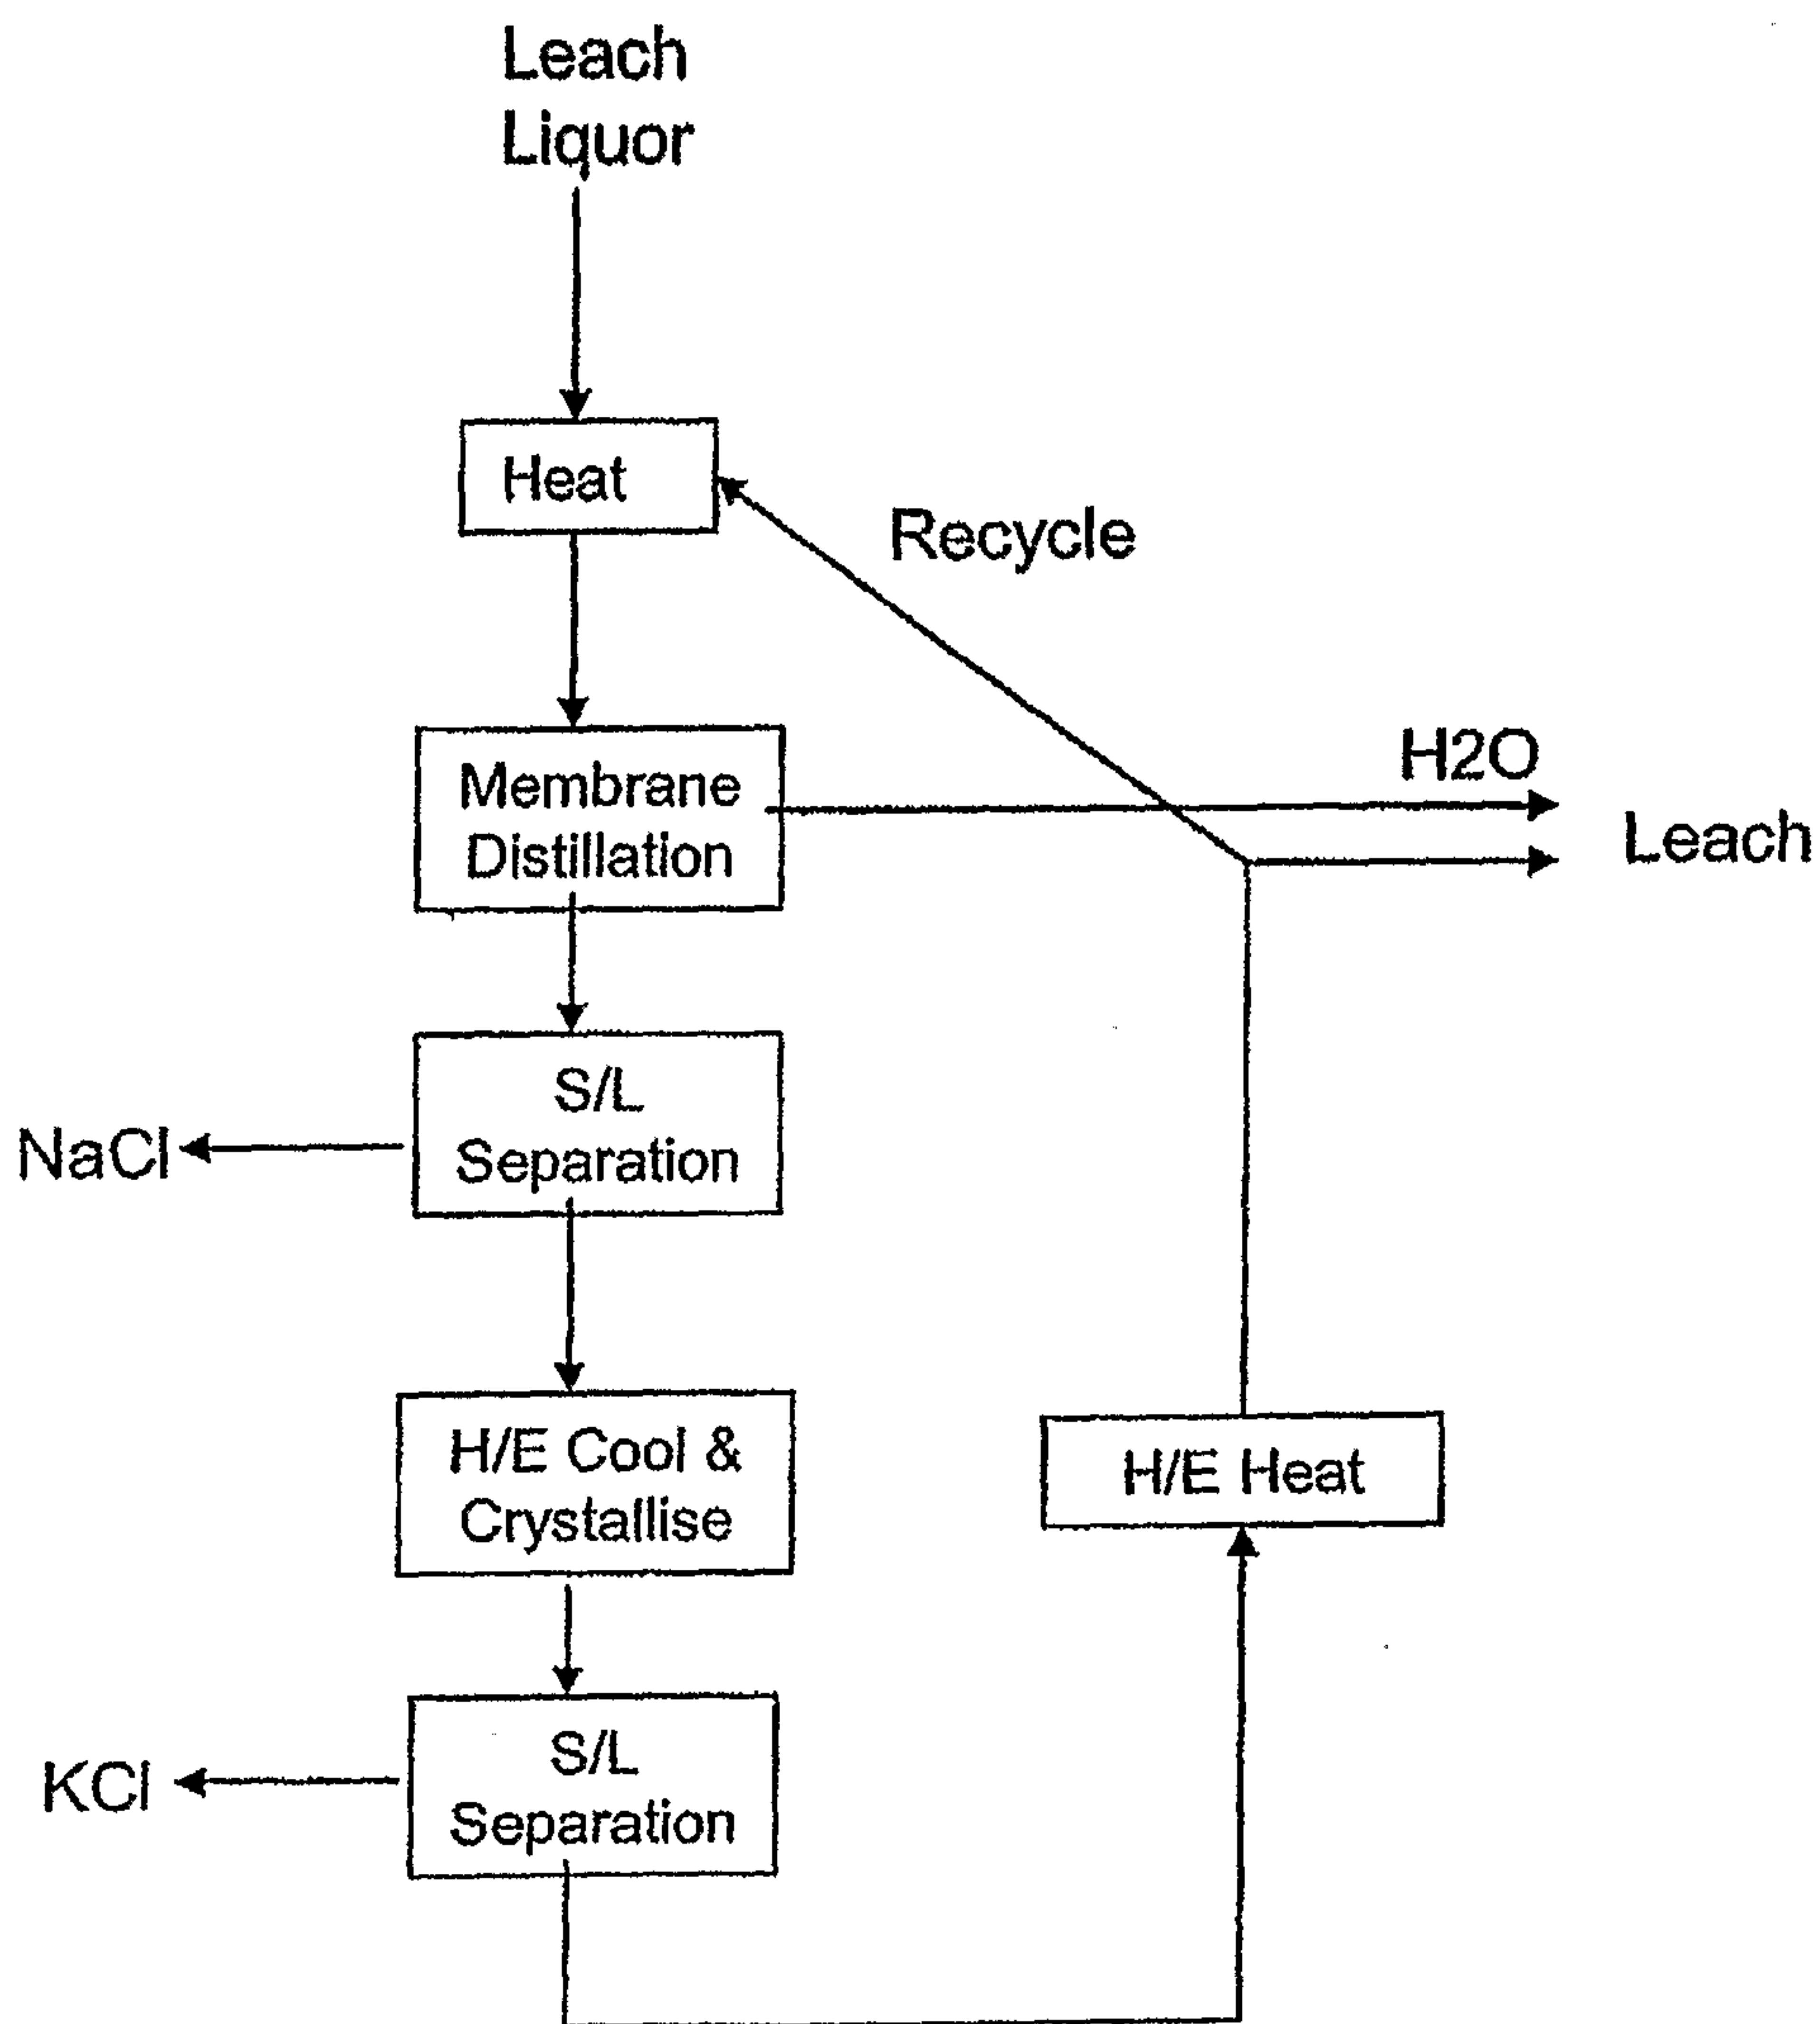 Leach
Liquor
Heat
Recycle
Membrane
Distillation
H2O
Leach
S/L
Separation
NaCl
H/E Cool &
Crystallise
H/E Heat
S/L
Separation
KCl